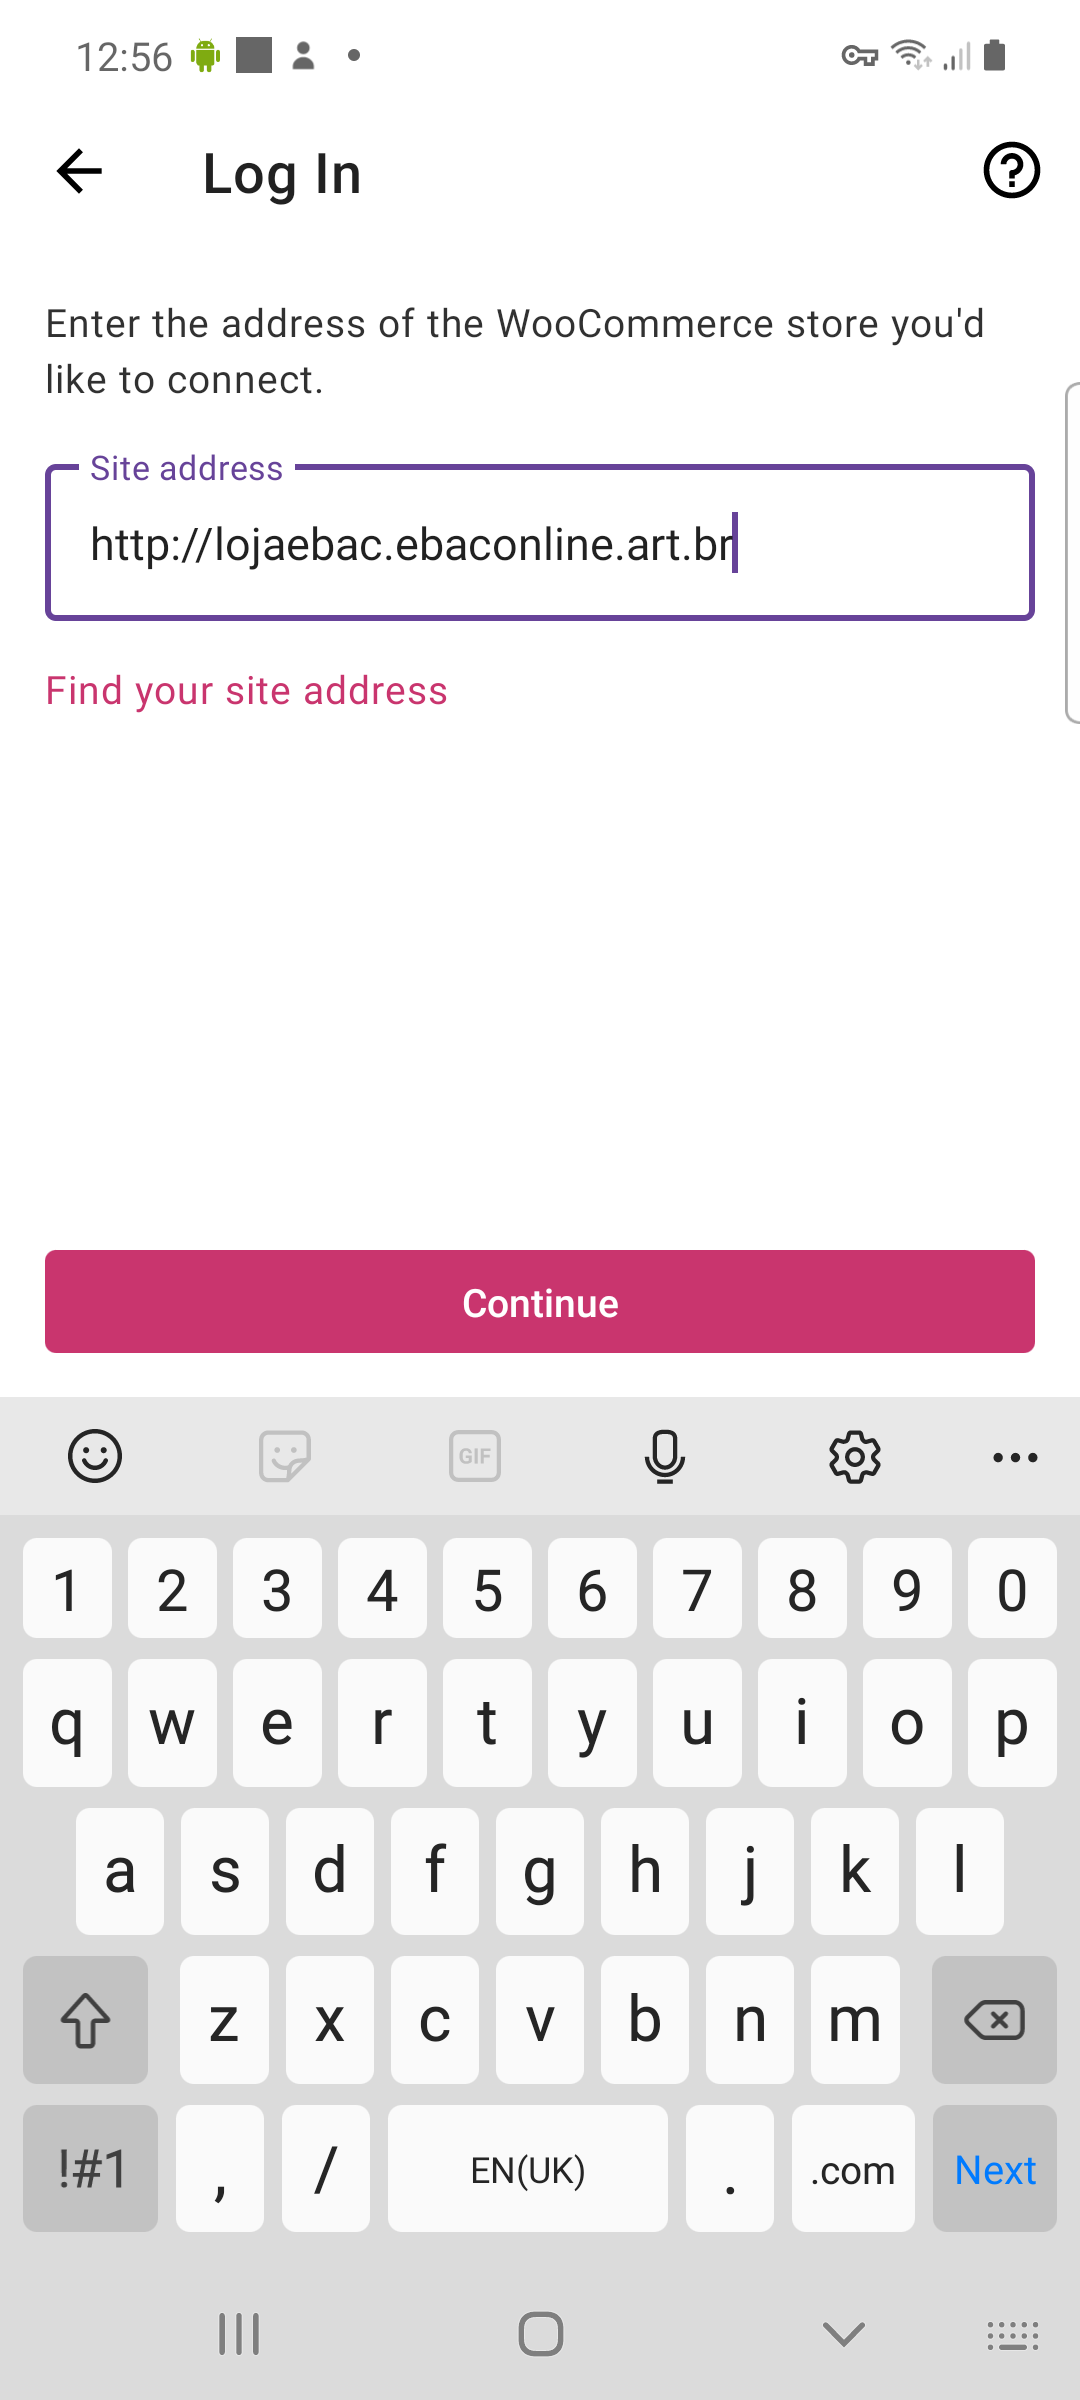 12:56
Log In
Enter the address of the WooCommerce store you'd
like to connect.
Site address
http://lojaebac.ebaconline.art.br
Find your site address
Continue
GIF
1 2 3 4 5 6 7 8 9 0
q w e r t y u i o p
a s d f g h j k l
z x c v b n m
!#1 , / EN(UK) . .com Next